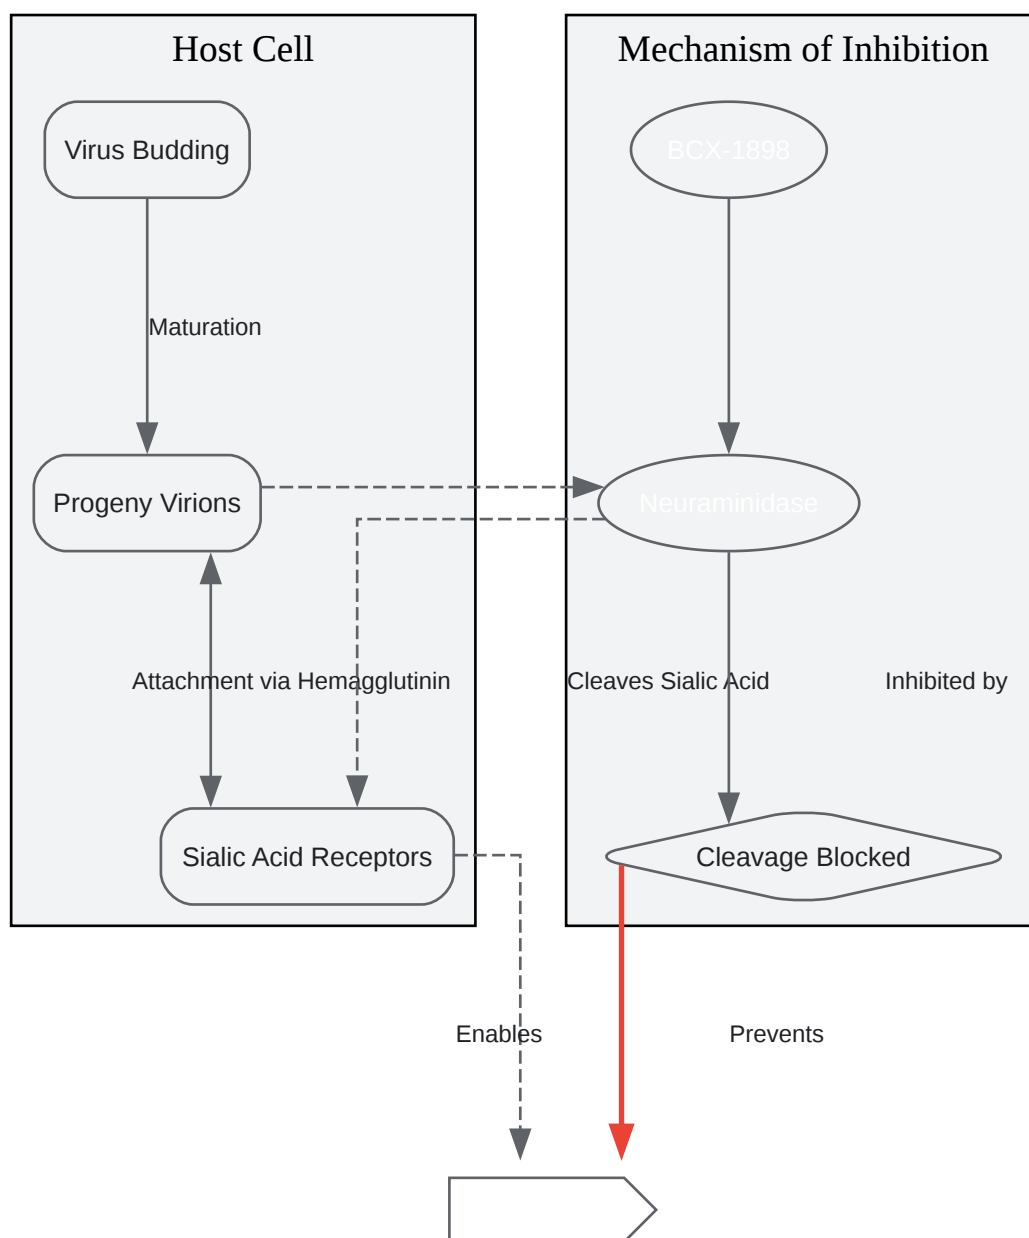 Host Cell
Mechanism of Inhibition
Virus Budding
BCX-1898
Maturation
Progeny Virions
Neuraminidase
Attachment via Hemagglutinin
Cleaves Sialic Acid
Inhibited by
Sialic Acid Receptors
Cleavage Blocked
Enables
Prevents